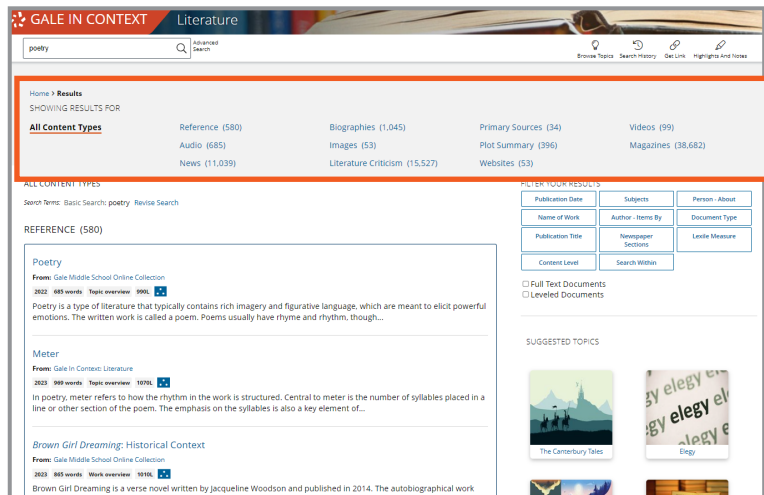 GALE IN CONTEXT Literature
poetry
Advanced
Search
Browse Topics Search History Get Link Highlights And Notes
Home > Results
SHOWING RESULTS FOR
All Content Types Reference (580) Biographies (1,045) Primary Sources (34) Videos (99)
Audio (685) Images (53) Plot Summary (396) Magazines (38,682)
News (11,039) Literature Criticism (15,527) Websites (53)
ALL CONTENT TYPES
Search Terms: Basic Search: poetry Revise Search
REFERENCE (580)
Poetry
From: Gale Middle School Online Collection
2022 685 words Topic overview 990L
Poetry is a type of literature that typically contains rich imagery and figurative language, which are meant to elicit powerful
emotions. The written work is called a poem. Poems usually have rhyme and rhythm, though...
Meter
From: Gale In Context: Literature
2023 969 words Topic overview 1070L
In poetry, meter refers to how the rhythm in the work is structured. Central to meter is the number of syllables placed in a
line or other section of the poem. The emphasis on the syllables is also a key element of...
Brown Girl Dreaming: Historical Context
From: Gale Middle School Online Collection
2023 865 words Work overview 1010L
Brown Girl Dreaming is a verse novel written by Jacqueline Woodson and published in 2014. The autobiographical work
FILTER YOUR RESULTS
Publication Date Subjects Person - About
Name of Work Author - Items By Document Type
Publication Title Newspaper Sections Lexile Measure
Content Level Search Within
Full Text Documents
Leveled Documents
SUGGESTED TOPICS
elegy
The Canterbury Tales Elegy